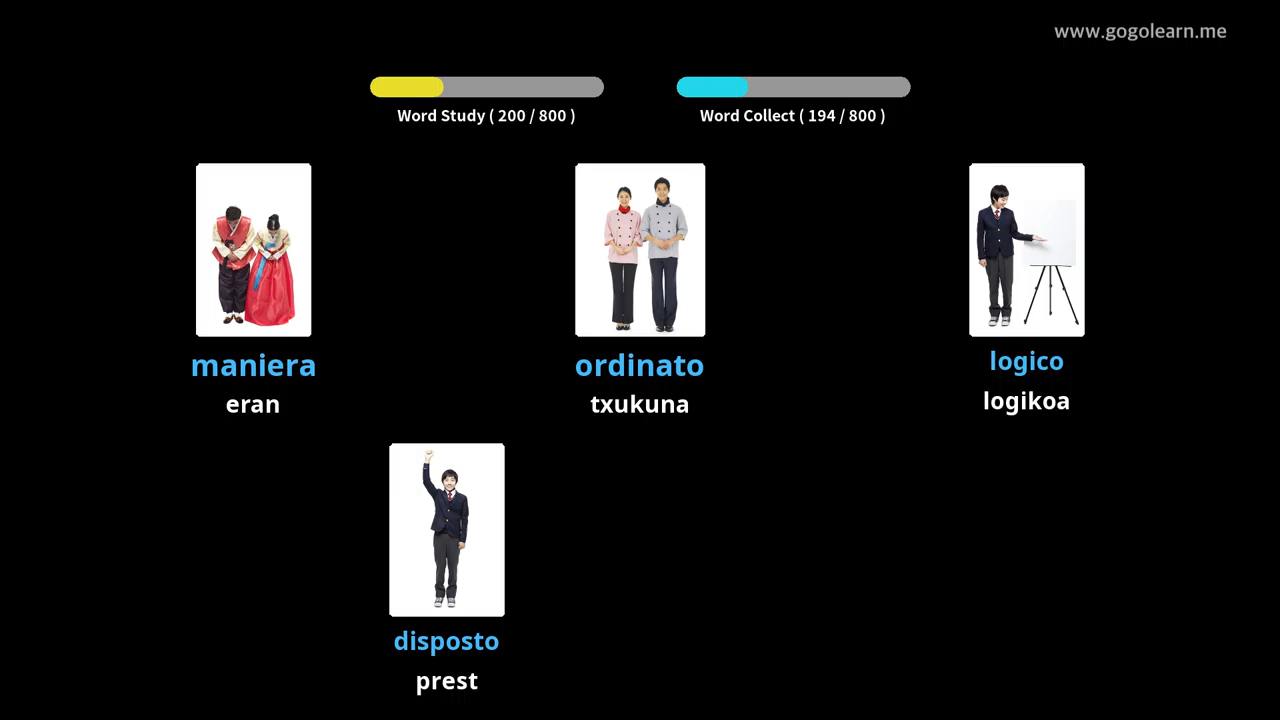 www.gogolearn.me
Word Study ( 200 / 800 )
Word Collect ( 194 / 800 )
maniera
eran
ordinato
txukuna
logico
logikoa
disposto
prest